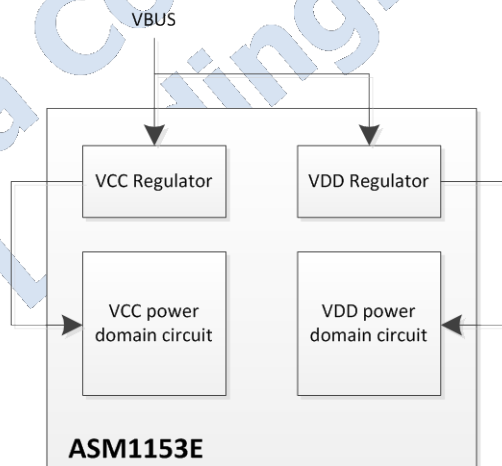 VBUS
VCC Regulator
VDD Regulator
VCC power
domain circuit
VDD power
domain circuit
ASM1153E